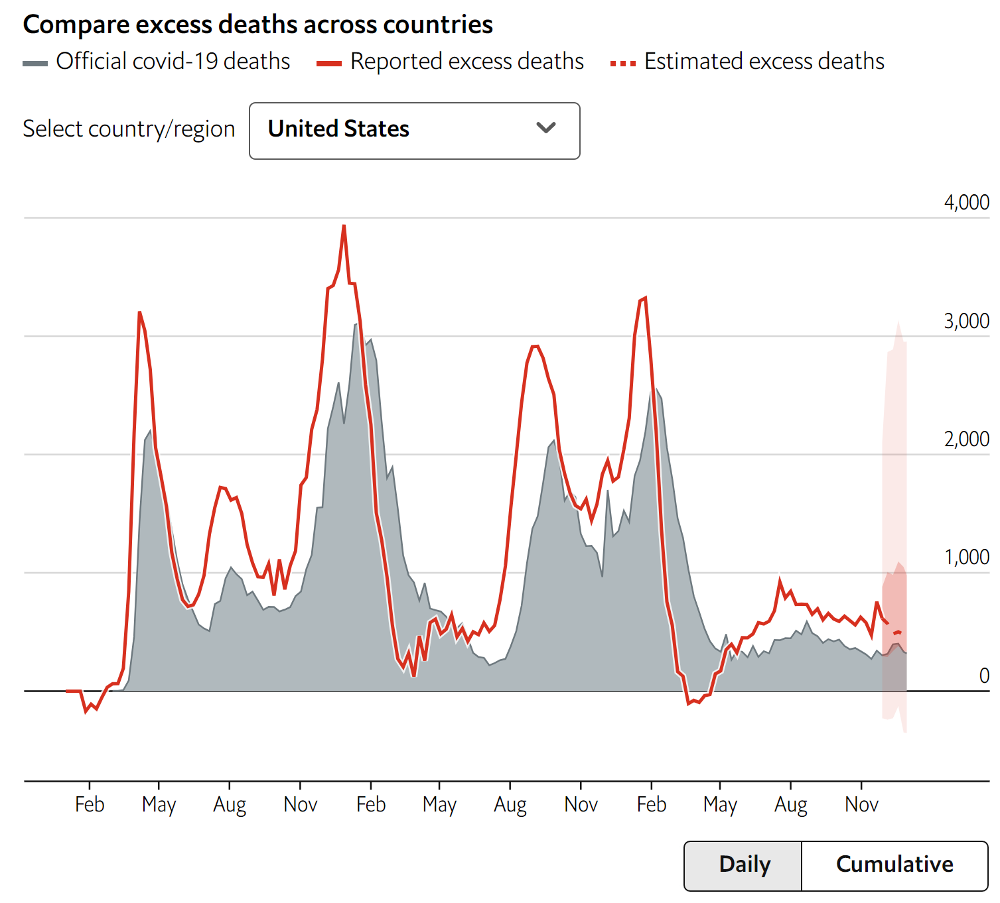 Compare excess deaths across countries
Official covid-19 deaths Reported excess deaths Estimated excess deaths
Select country/region United States
4,000
3,000
2,000
1,000
0
Feb May Aug Nov Feb May Aug Nov Feb May Aug Nov
Daily Cumulative